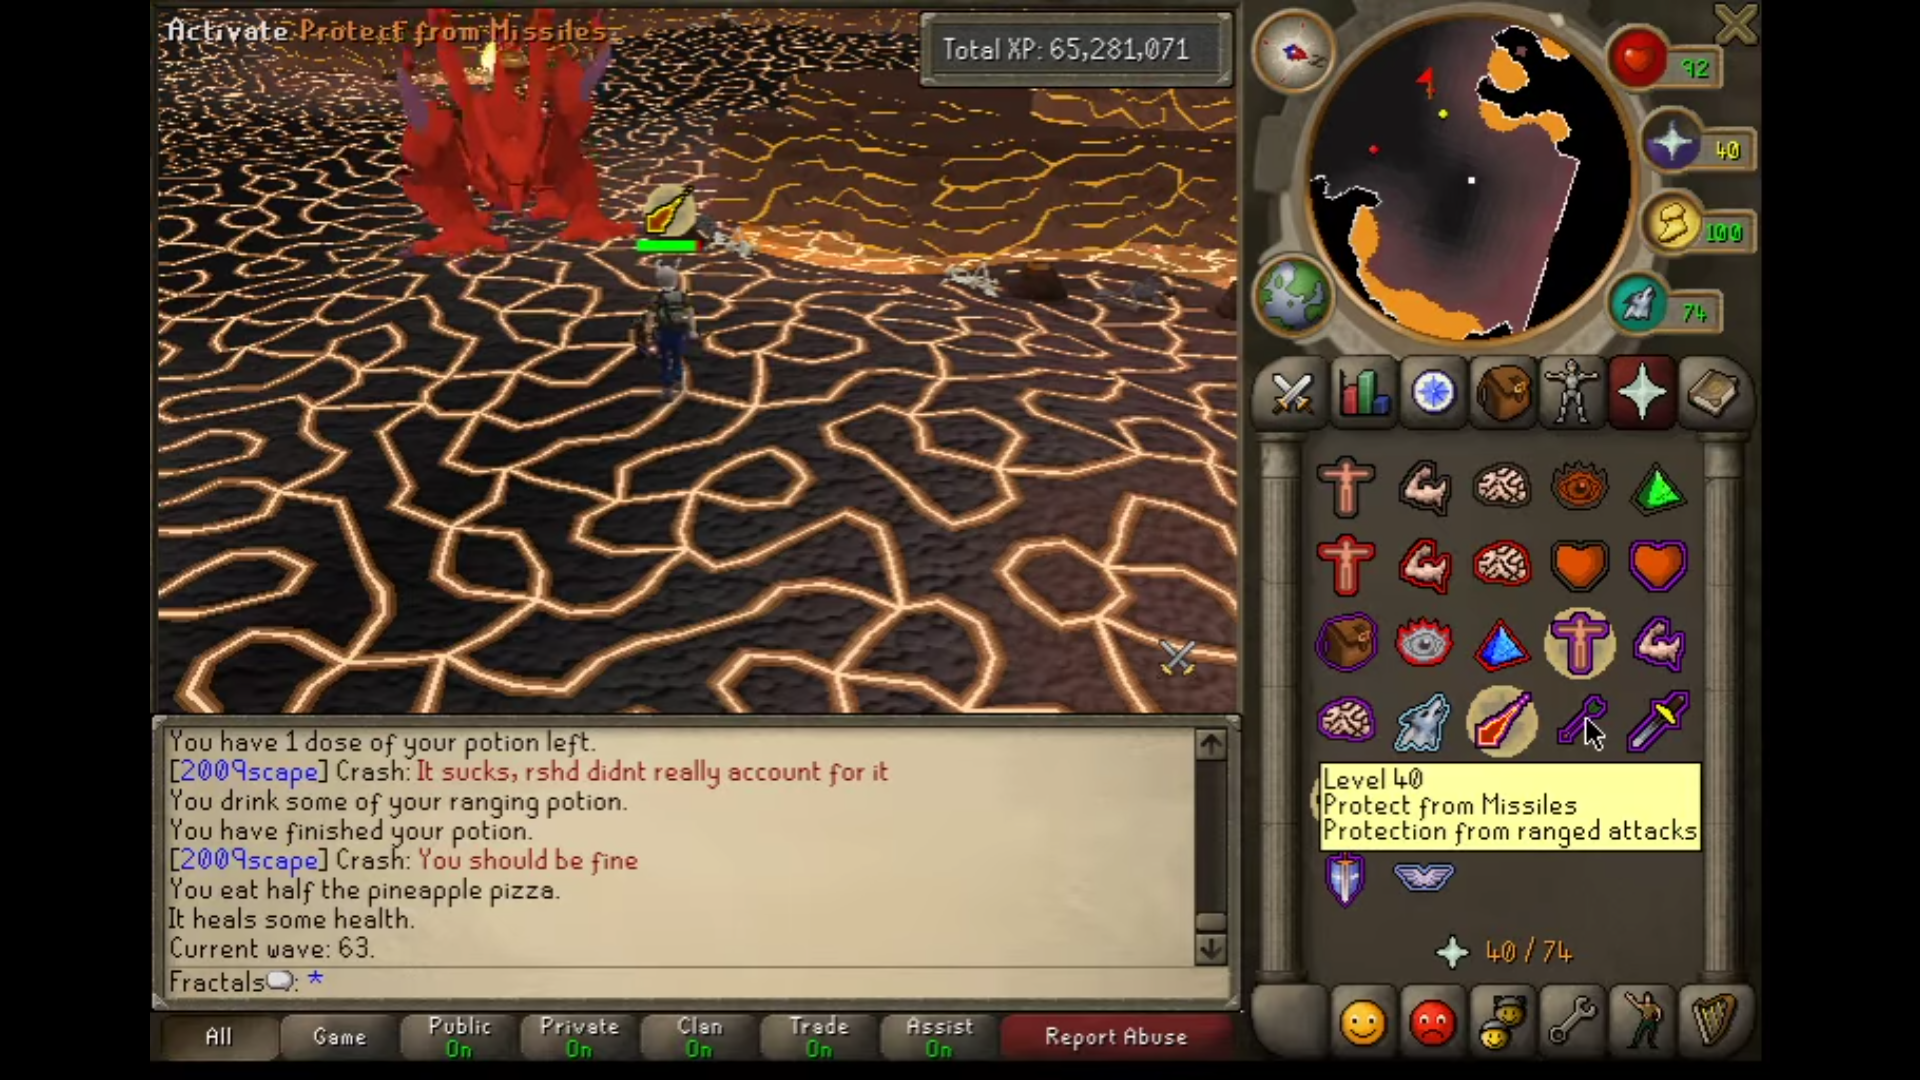 Activate Protect from Missiles
Total XP: 65,281,071
92
40
100
74
You have 1 dose of your potion left.
[2009scape] Crash: It sucks, rshd didnt really account for it
You drink some of your ranging potion.
You have finished your potion.
[2009scape] Crash: You should be fine
You eat half the pineapple pizza.
It heals some health.
Current wave: 63.
Fractals: *
Level 40
Protect from Missiles
Protection from ranged attacks
40 / 74
All
Game
Public
On
Private
On
Clan
On
Trade
On
Assist
On
Report Abuse